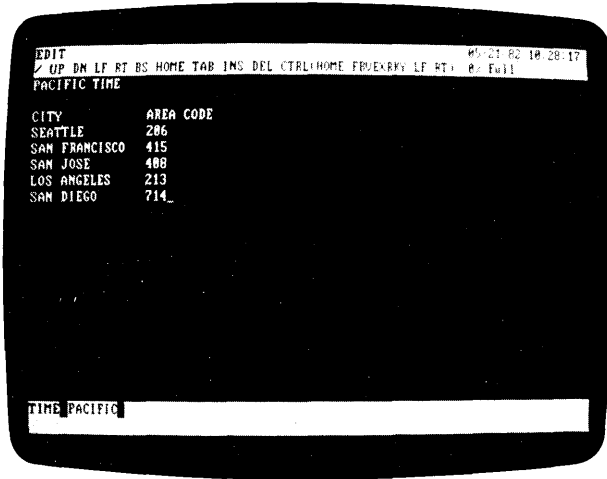 EDIT 05-21-82 10:28:17
/ UP DN LF RT BS HOME TAB INS DEL CTRL(HOME FBUEXRKY LF RT) 0% Full
PACIFIC TIME
CITY AREA CODE
SEATTLE 206
SAN FRANCISCO 415
SAN JOSE 408
LOS ANGELES 213
SAN DIEGO 714_
TIME PACIFIC